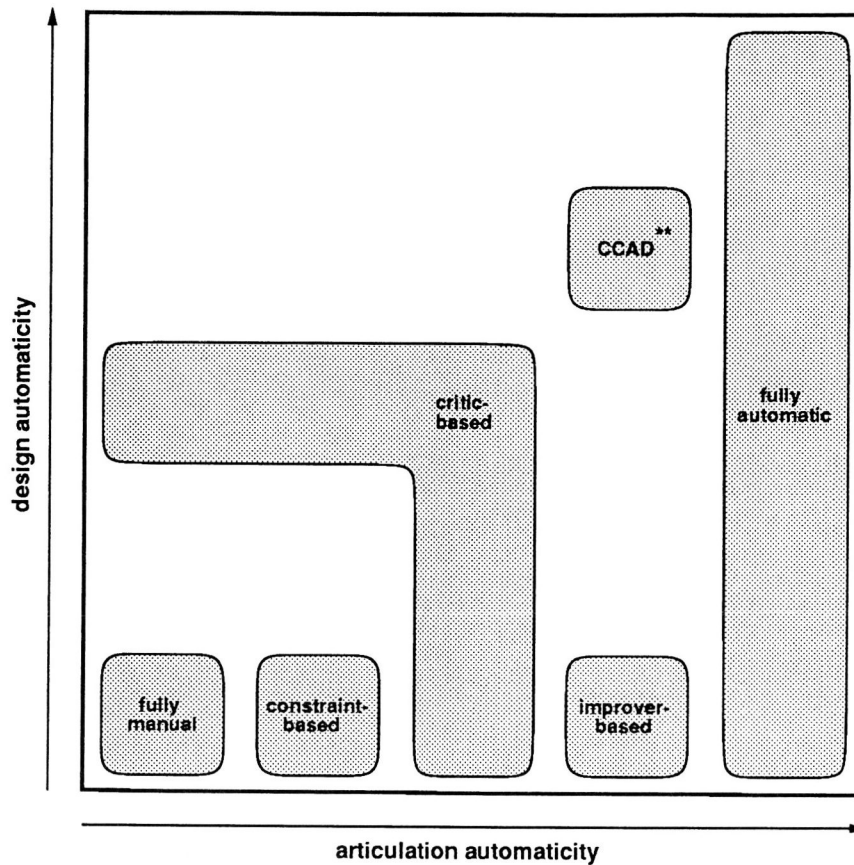 CCAD**
design automaticity
critic-
based
fully
automatic
fully
manual
constraint-
based
improver-
based
articulation automaticity